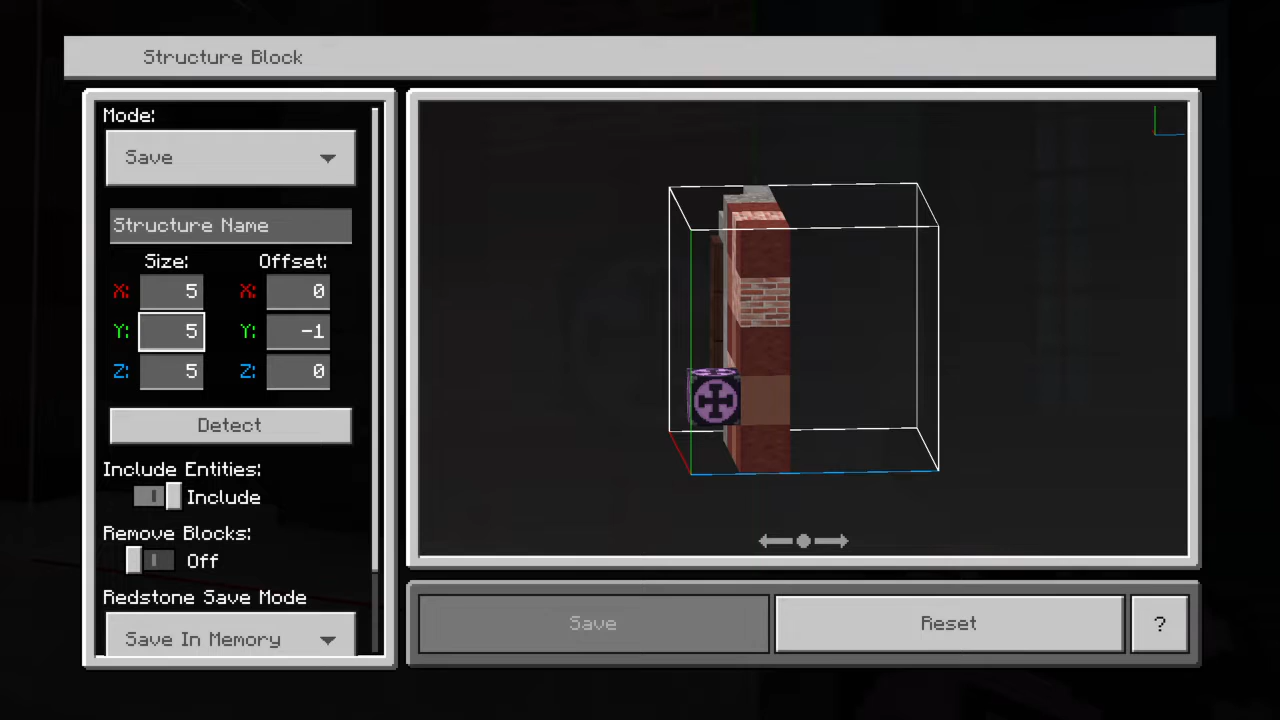 Structure Block
Mode:
Save
Structure Name
Size: Offset:
X: 5 X: 0
Y: 5 Y: -1
Z: 5 Z: 0
Detect
Include Entities:
Include
Remove Blocks:
Off
Redstone Save Mode
Save In Memory
Save Reset ?